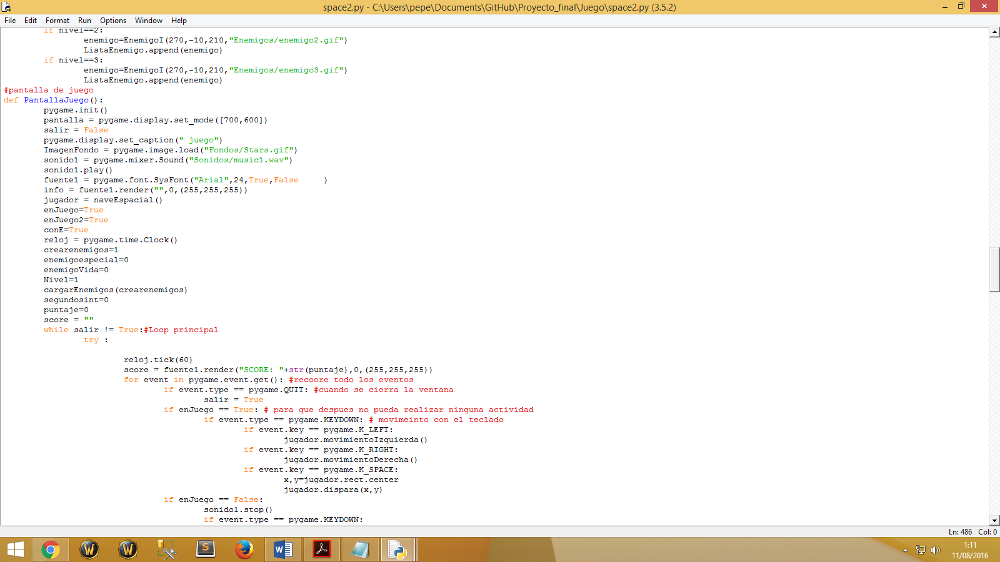 space2.py - C:\Users\pepe\Documents\GitHub\Proyecto_final\Juego\space2.py (3.5.2)
File Edit Format Run Options Window Help
if nivel==2:
enemigo=EnemigoI(270,-10,210,"Enemigos/enemigo2.gif")
ListaEnemigo.append(enemigo)
if nivel==3:
enemigo=EnemigoI(270,-10,210,"Enemigos/enemigo3.gif")
ListaEnemigo.append(enemigo)
#pantalla de juego
def PantallaJuego():
pygame.init()
pantalla = pygame.display.set_mode([700,600])
salir = False
pygame.display.set_caption(" juego")
ImagenFondo = pygame.image.load("Fondos/Stars.gif")
sonido1 = pygame.mixer.Sound("Sonidos/music1.wav")
sonido1.play()
fuente1 = pygame.font.SysFont("Arial",24,True,False     )
info = fuente1.render("",0,(255,255,255))
jugador = naveEspacial()
enJuego=True
enJuego2=True
conE=True
reloj = pygame.time.Clock()
crearenemigos=1
enemigoespecial=0
enemigoVida=0
Nivel=1
cargarEnemigos(crearenemigos)
segundosint=0
puntaje=0
score = ""
while salir != True:#Loop principal
try :
reloj.tick(60)
score = fuente1.render("SCORE: "+str(puntaje),0,(255,255,255))
for event in pygame.event.get(): #recoore todo los eventos
if event.type == pygame.QUIT: #cuando se cierra la ventana
salir = True
if enJuego == True: # para que despues no pueda realizar ninguna actividad
if event.type == pygame.KEYDOWN: # movimeinto con el teclado
if event.key == pygame.K_LEFT:
jugador.movimientoIzquierda()
if event.key == pygame.K_RIGHT:
jugador.movimientoDerecha()
if event.key == pygame.K_SPACE:
x,y=jugador.rect.center
jugador.dispara(x,y)
if enJuego == False:
sonido1.stop()
if event.type == pygame.KEYDOWN:
Ln: 486 Col: 0
1:11
11/08/2016